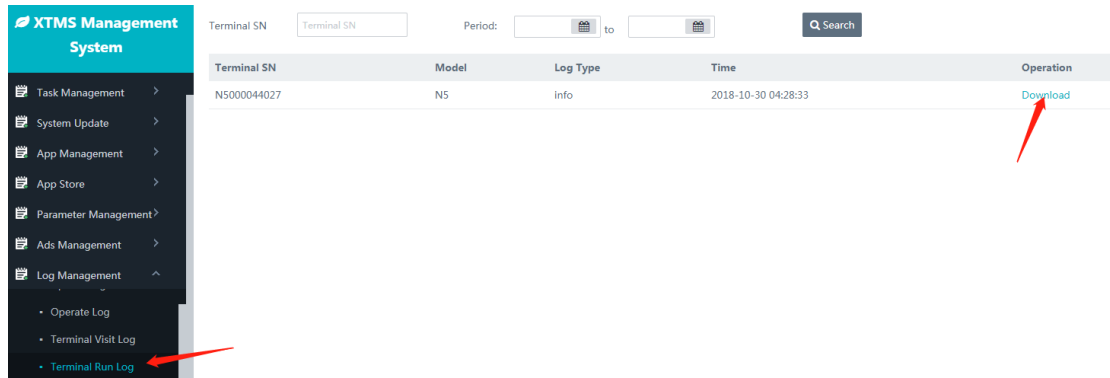 XTMS Management
System
Terminal SN
Terminal SN
Period:
to
Search
Terminal SN Model Log Type Time Operation
N5000044027 N5 info 2018-10-30 04:28:33 Download
Task Management
System Update
App Management
App Store
Parameter Management
Ads Management
Log Management
Operate Log
Terminal Visit Log
Terminal Run Log